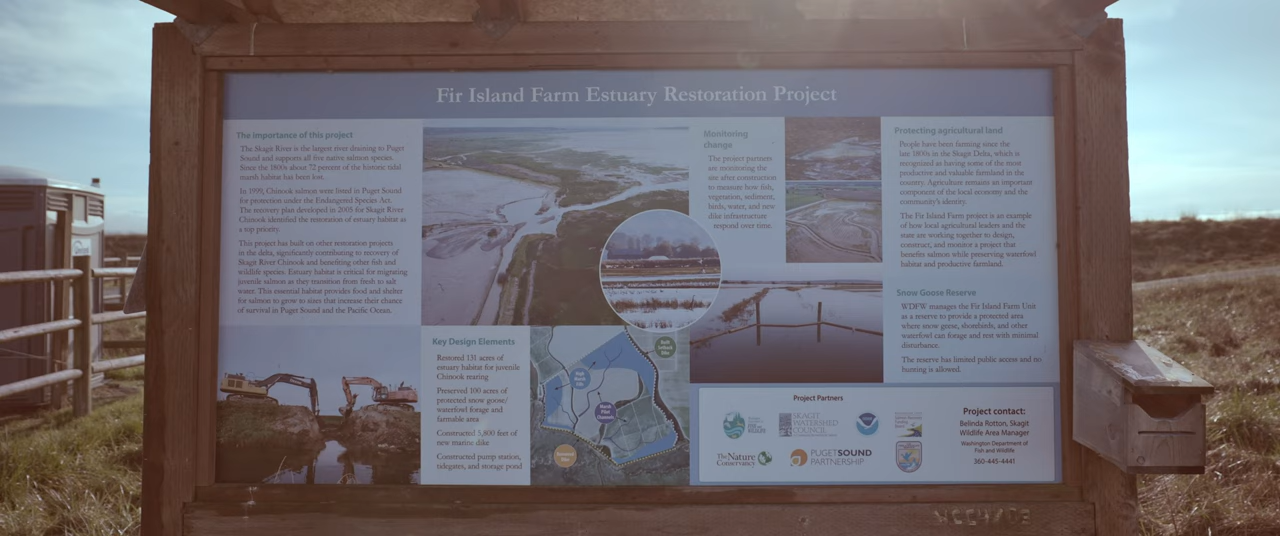 Fir Island Farm Estuary Restoration Project
The Importance of this project
The Skagit River is the largest river draining to Puget
Sound and supports all five native salmon species.
Since the 1800s about 72 percent of the historic tidal
marsh habitat has been lost.
In 1999, Chinook salmon were listed in Puget Sound
for protection under the Endangered Species Act.
The recovery plan developed in 2005 for Skagit River
Chinook identified the restoration of estuary habitat as
a top priority.
This project has built on other restoration projects
in the delta, significantly contributing to recovery of
Skagit River Chinook and benefiting other fish and
wildlife species. Estuary habitat is critical for migrating
juvenile salmon as they transition from fresh to salt
water. This essential habitat provides food and shelter
for salmon to grow to sizes that increase their chance
of survival in Puget Sound and the Pacific Ocean.
Key Design Elements
Restored 131 acres of
estuary habitat for juvenile
Chinook rearing
Preserved 100 acres of
protected snow goose/
waterfowl forage and
farmable area
Constructed 5,800 feet of
new marine dike
Constructed pump station,
tidegates, and storage pond
Monitoring
change
The project partners
are monitoring the
site after construction
to measure how fish,
vegetation, sediment,
birds, water, and new
dike infrastructure
respond over time.
Protecting agricultural land
People have been farming since the
late 1800s in the Skagit Delta, which is
recognized as having some of the most
productive and valuable farmland in the
country. Agriculture remains an important
component of the local economy and the
community's identity.
The Fir Island Farm project is an example
of how local agricultural leaders and the
state are working together to design,
construct, and monitor a project that
benefits salmon while preserving waterfowl
habitat and productive farmland.
Snow Goose Reserve
WDFW manages the Fir Island Farm Unit
as a reserve to provide a protected area
where snow geese, shorebirds, and other
waterfowl can forage and rest with minimal
disturbance.
The reserve has limited public access and no
hunting is allowed.
Project Partners
SKAGIT
WATERSHED
COUNCIL
The Nature
Conservancy
PUGETSOUND
PARTNERSHIP
Project contact:
Belinda Rotton, Skagit
Wildlife Area Manager
Washington Department of
Fish and Wildlife
360-445-4441